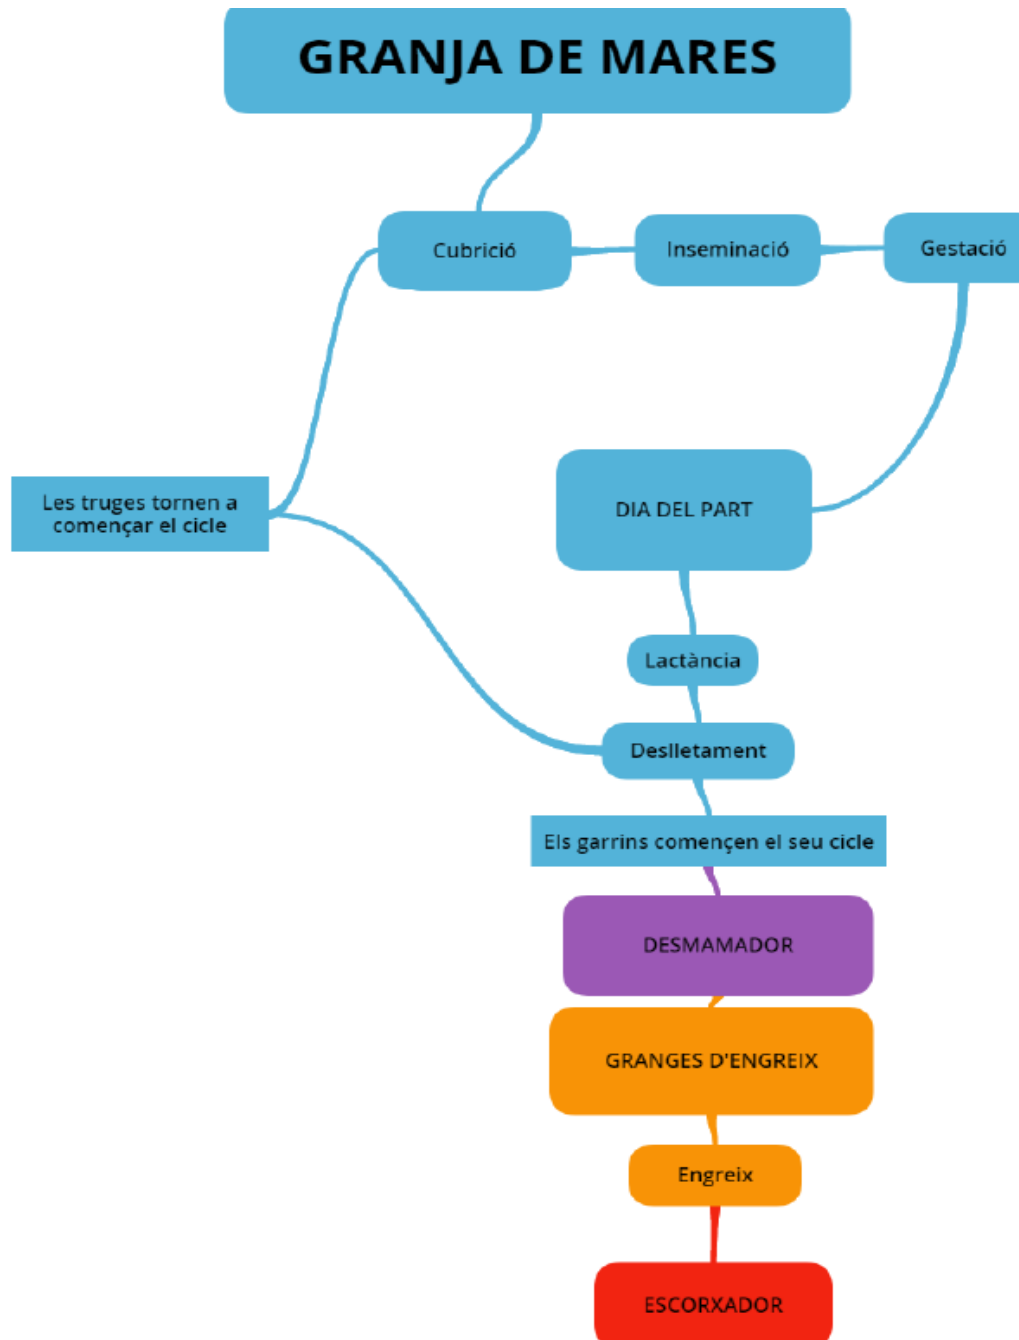 GRANJA DE MARES
Cubrició
Inseminació
Gestació
Les truges tornen a
començar el cicle
DIA DEL PART
Lactància
Deslletament
Els garrins començen el seu cicle
DESMAMADOR
GRANGES D'ENGREIX
Engreix
ESCORXADOR